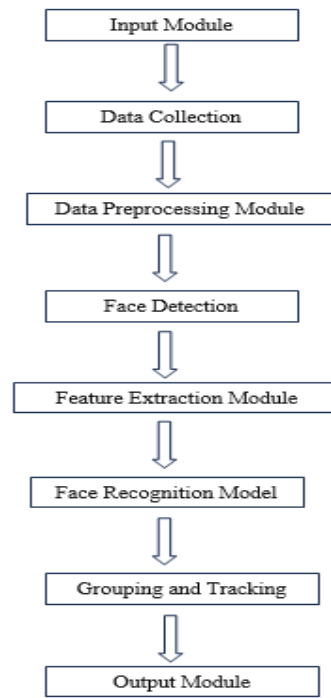 Input Module
Data Collection
Data Preprocessing Module
Face Detection
Feature Extraction Module
Face Recognition Model
Grouping and Tracking
Output Module